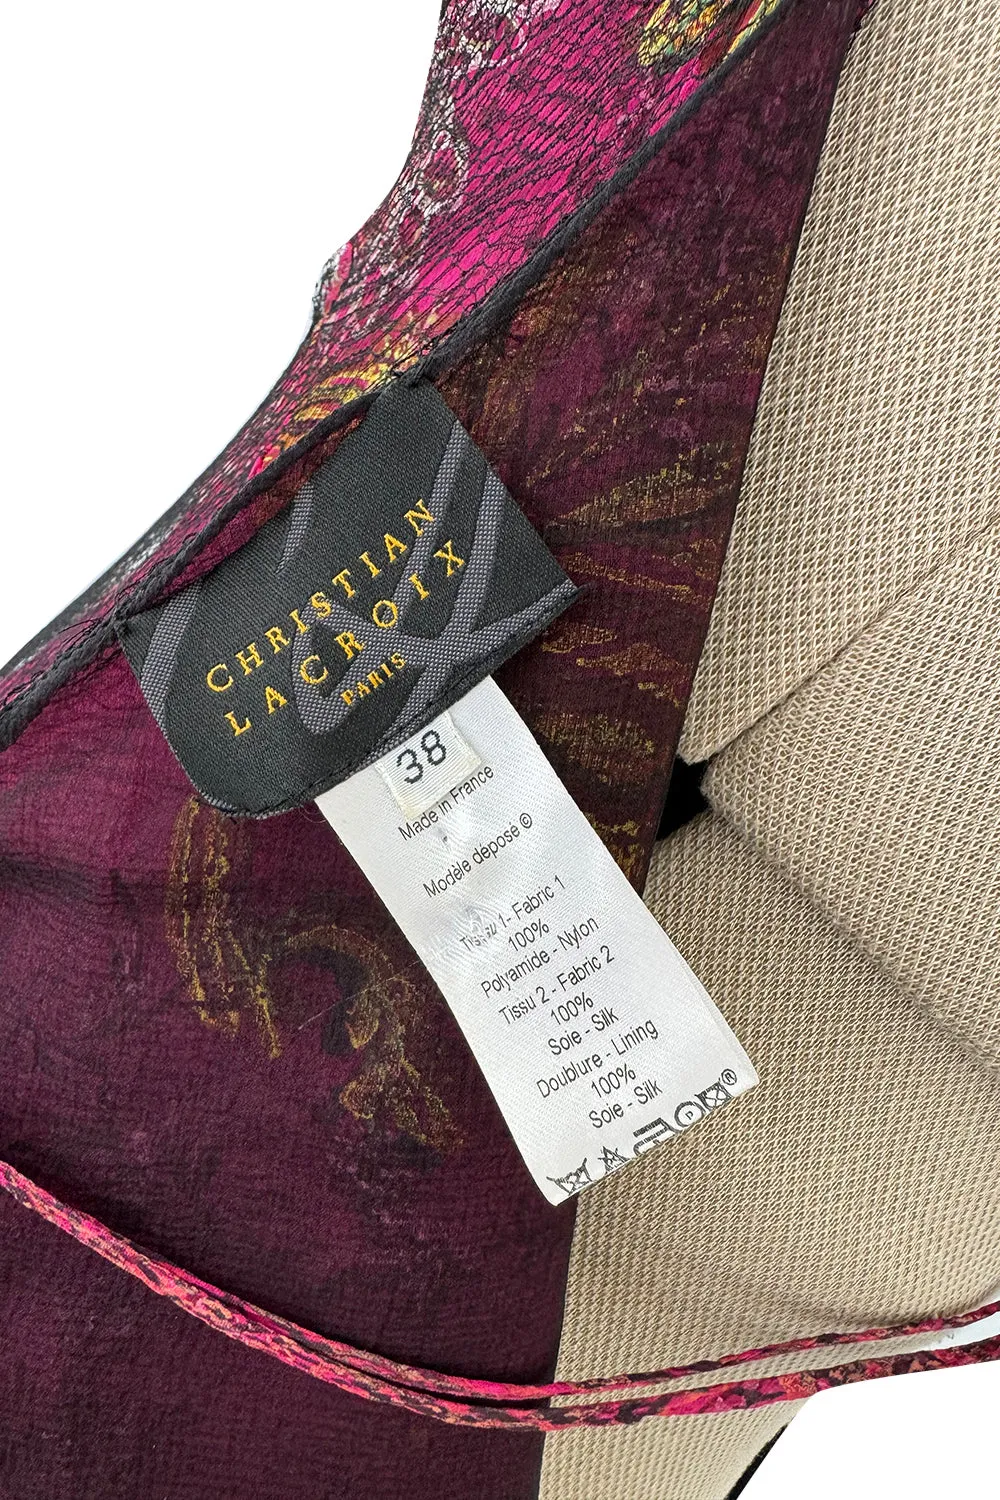 CHRISTIAN
LACROIX
PARIS
38
Made in France
Modèle déposé ©
Tissu 1- Fabric 1
100%
Polyamide - Nylon
Tissu 2 - Fabric 2
100%
Soie - Silk
Doublure - Lining
100%
Soie - Silk
P ®